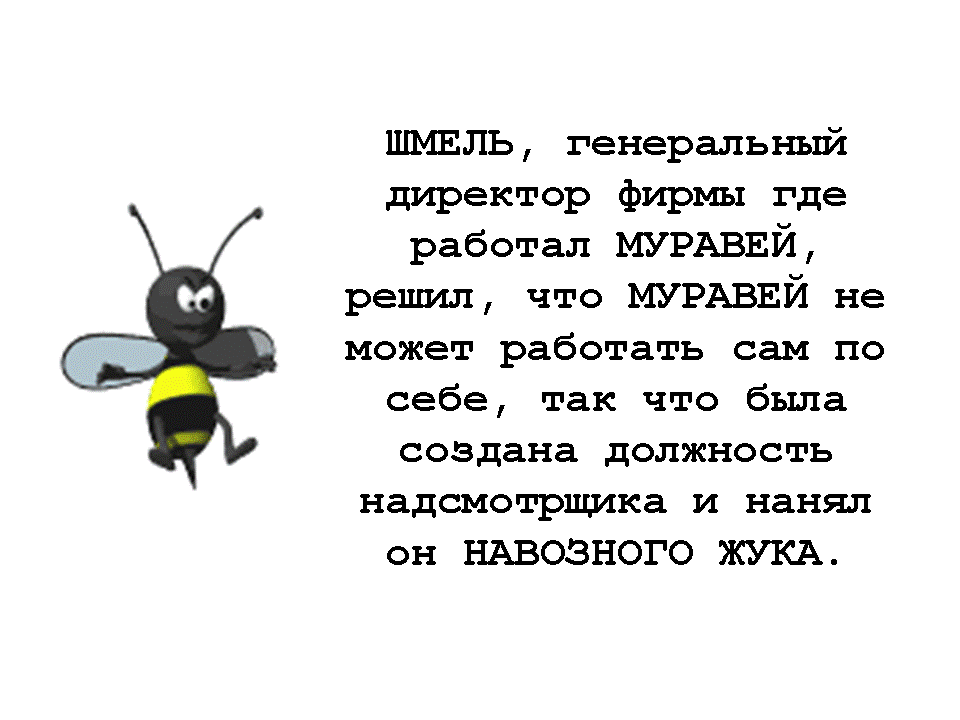 ШМЕЛЬ, генеральный
директор фирмы где
работал МУРАВЕЙ,
решил, что МУРАВЕЙ не
может работать сам по
себе, так что была
создана должность
надсмотрщика и нанял
он НАВОЗНОГО ЖУКА.